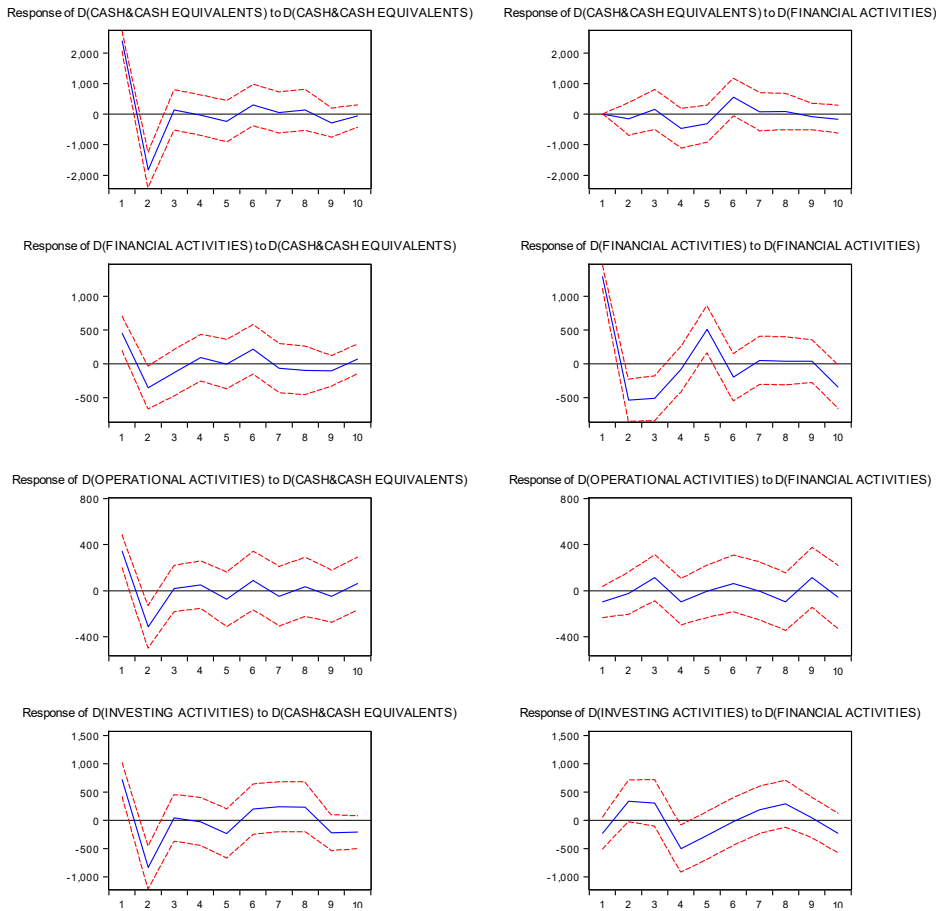 Response of D(CASH&CASH EQUIVALENTS) to D(CASH&CASH EQUIVALENTS)
2,000
1,000
0
-1,000
-2,000
1 2 3 4 5 6 7 8 9 10
Response of D(CASH&CASH EQUIVALENTS) to D(FINANCIAL ACTIVITIES)
2,000
1,000
0
-1,000
-2,000
1 2 3 4 5 6 7 8 9 10
Response of D(FINANCIAL ACTIVITIES) to D(CASH&CASH EQUIVALENTS)
1,000
500
0
-500
1 2 3 4 5 6 7 8 9 10
Response of D(FINANCIAL ACTIVITIES) to D(FINANCIAL ACTIVITIES)
1,000
500
0
-500
1 2 3 4 5 6 7 8 9 10
Response of D(OPERATIONAL ACTIVITIES) to D(CASH&CASH EQUIVALENTS)
800
400
0
-400
1 2 3 4 5 6 7 8 9 10
Response of D(OPERATIONAL ACTIVITIES) to D(FINANCIAL ACTIVITIES)
800
400
0
-400
1 2 3 4 5 6 7 8 9 10
Response of D(INVESTING ACTIVITIES) to D(CASH&CASH EQUIVALENTS)
1,500
1,000
500
0
-500
-1,000
1 2 3 4 5 6 7 8 9 10
Response of D(INVESTING ACTIVITIES) to D(FINANCIAL ACTIVITIES)
1,500
1,000
500
0
-500
-1,000
1 2 3 4 5 6 7 8 9 10